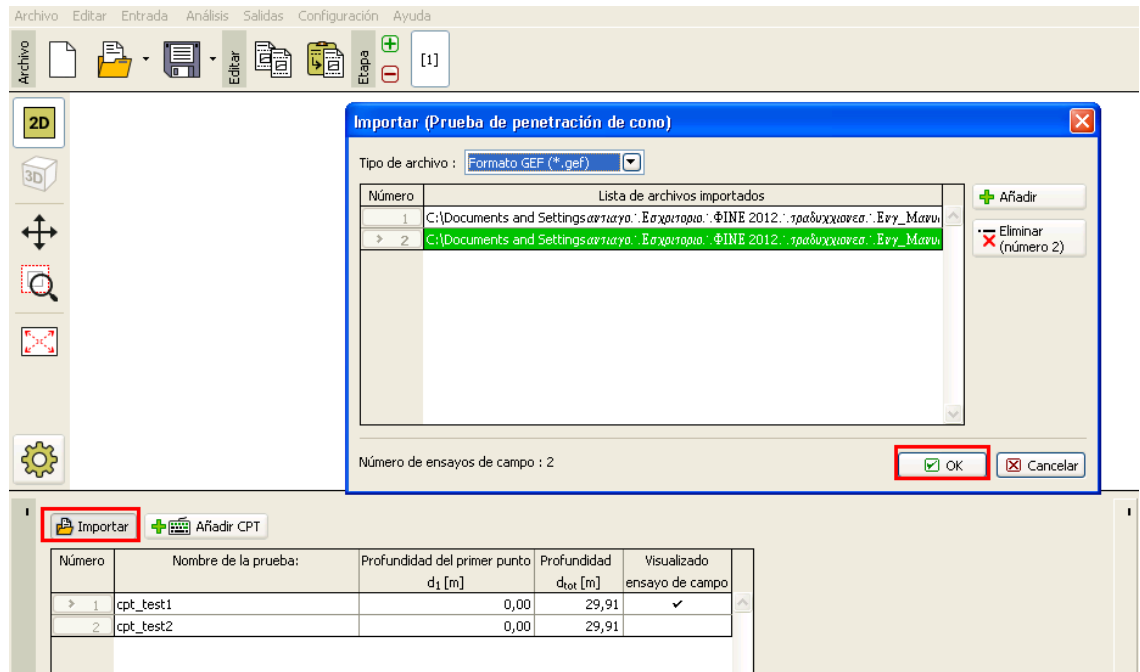 Archivo Editar Entrada Análisis Salidas Configuración Ayuda
Archivo
Editar
Etapa
[1]
2D
3D
Importar (Prueba de penetración de cono)
Tipo de archivo : Formato GEF (*.gef)
Número Lista de archivos importados
1 C:\Documents and Settings
2 C:\Documents and Settings
Añadir
Eliminar
(número 2)
Número de ensayos de campo : 2
OK Cancelar
Importar Añadir CPT
Número Nombre de la prueba: Profundidad del primer punto Profundidad Visualizado
d₁ [m] dtot [m] ensayo de campo
1 cpt_test1 0,00 29,91 ✔
2 cpt_test2 0,00 29,91